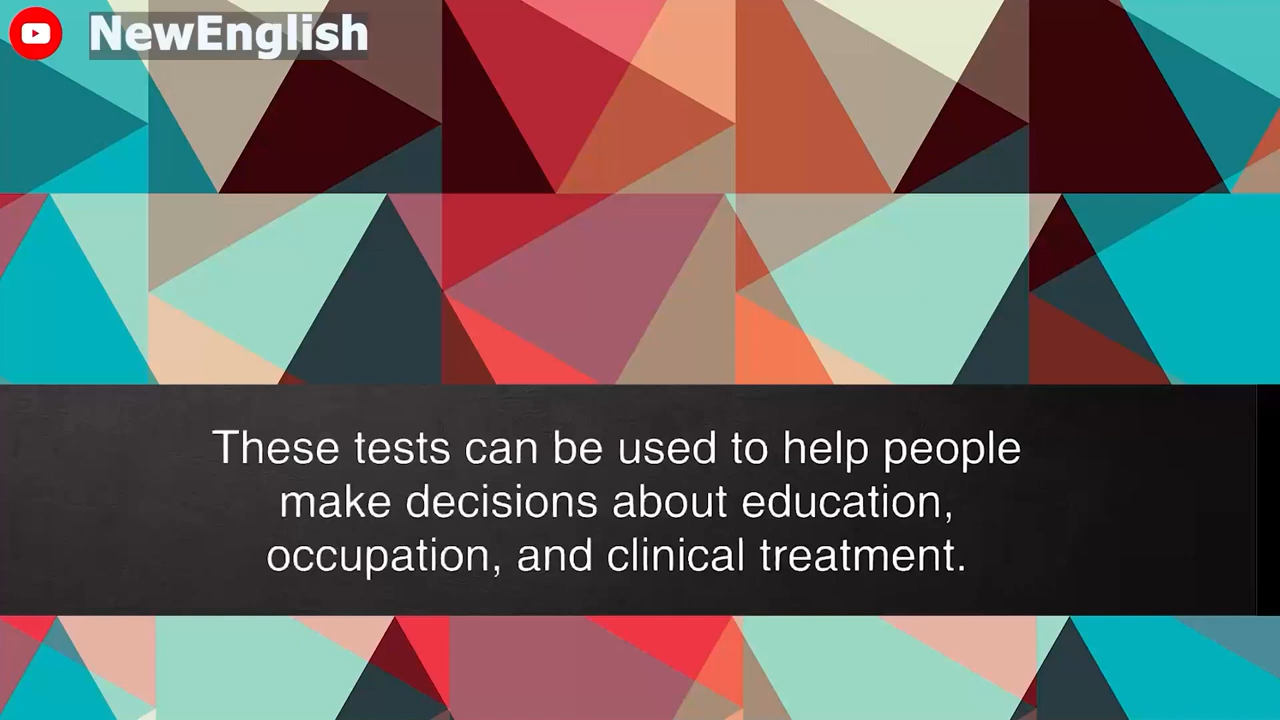 NewEnglish
These tests can be used to help people
make decisions about education,
occupation, and clinical treatment.